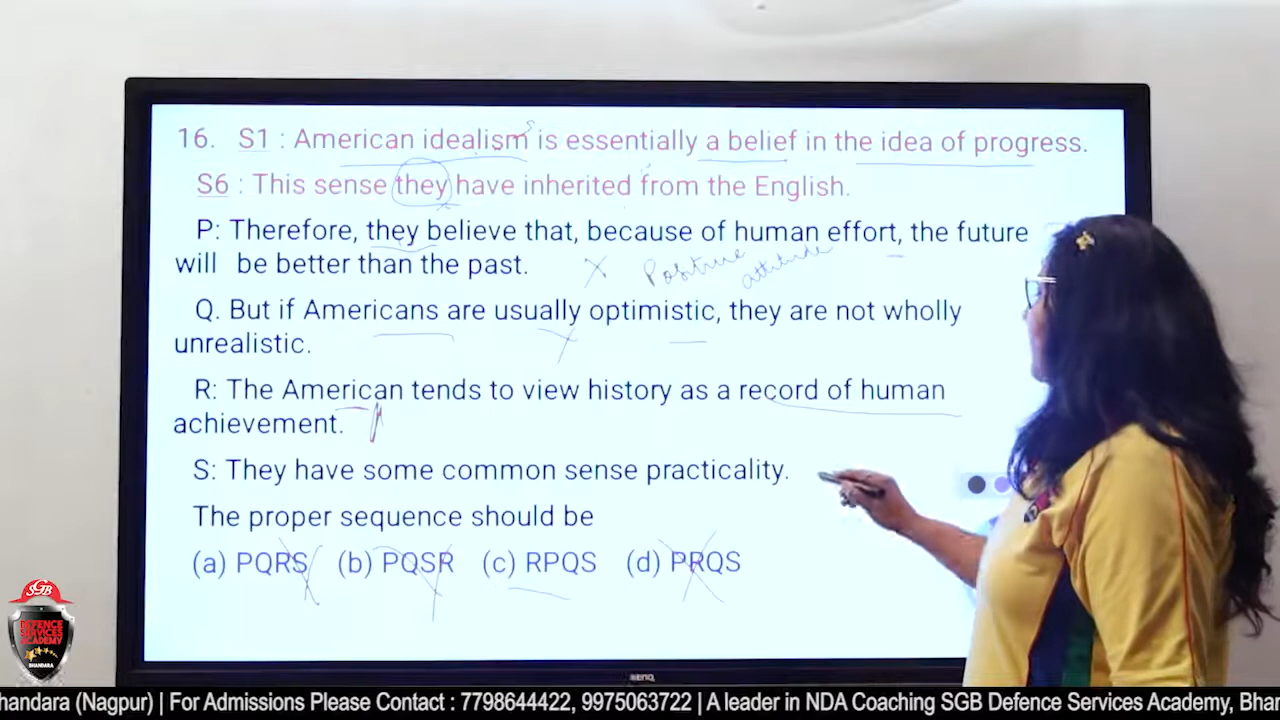 16. S1 : American idealism is essentially a belief in the idea of progress.
S6 : This sense they have inherited from the English.
P: Therefore, they believe that, because of human effort, the future
will be better than the past.
Positive attitude
Q. But if Americans are usually optimistic, they are not wholly
unrealistic.
R: The American tends to view history as a record of human
achievement.
S: They have some common sense practicality.
The proper sequence should be
(a) PQRS (b) PQSR (c) RPQS (d) PRQS
SGB
DEFENCE
SERVICES
ACADEMY
BHANDARA
BENQ
handara (Nagpur) | For Admissions Please Contact : 7798644422, 9975063722 | A leader in NDA Coaching SGB Defence Services Academy, Bhan